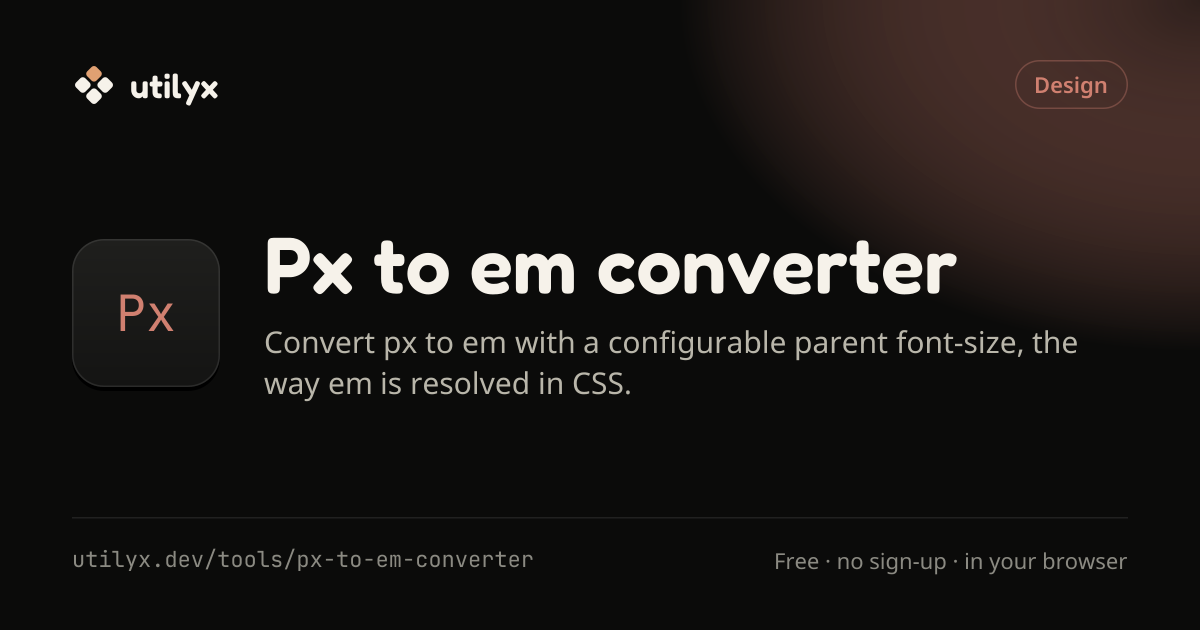 utilyx
Design
Px
Px to em converter
Convert px to em with a configurable parent font-size, the
way em is resolved in CSS.
utilyx.dev/tools/px-to-em-converter
Free · no sign-up · in your browser